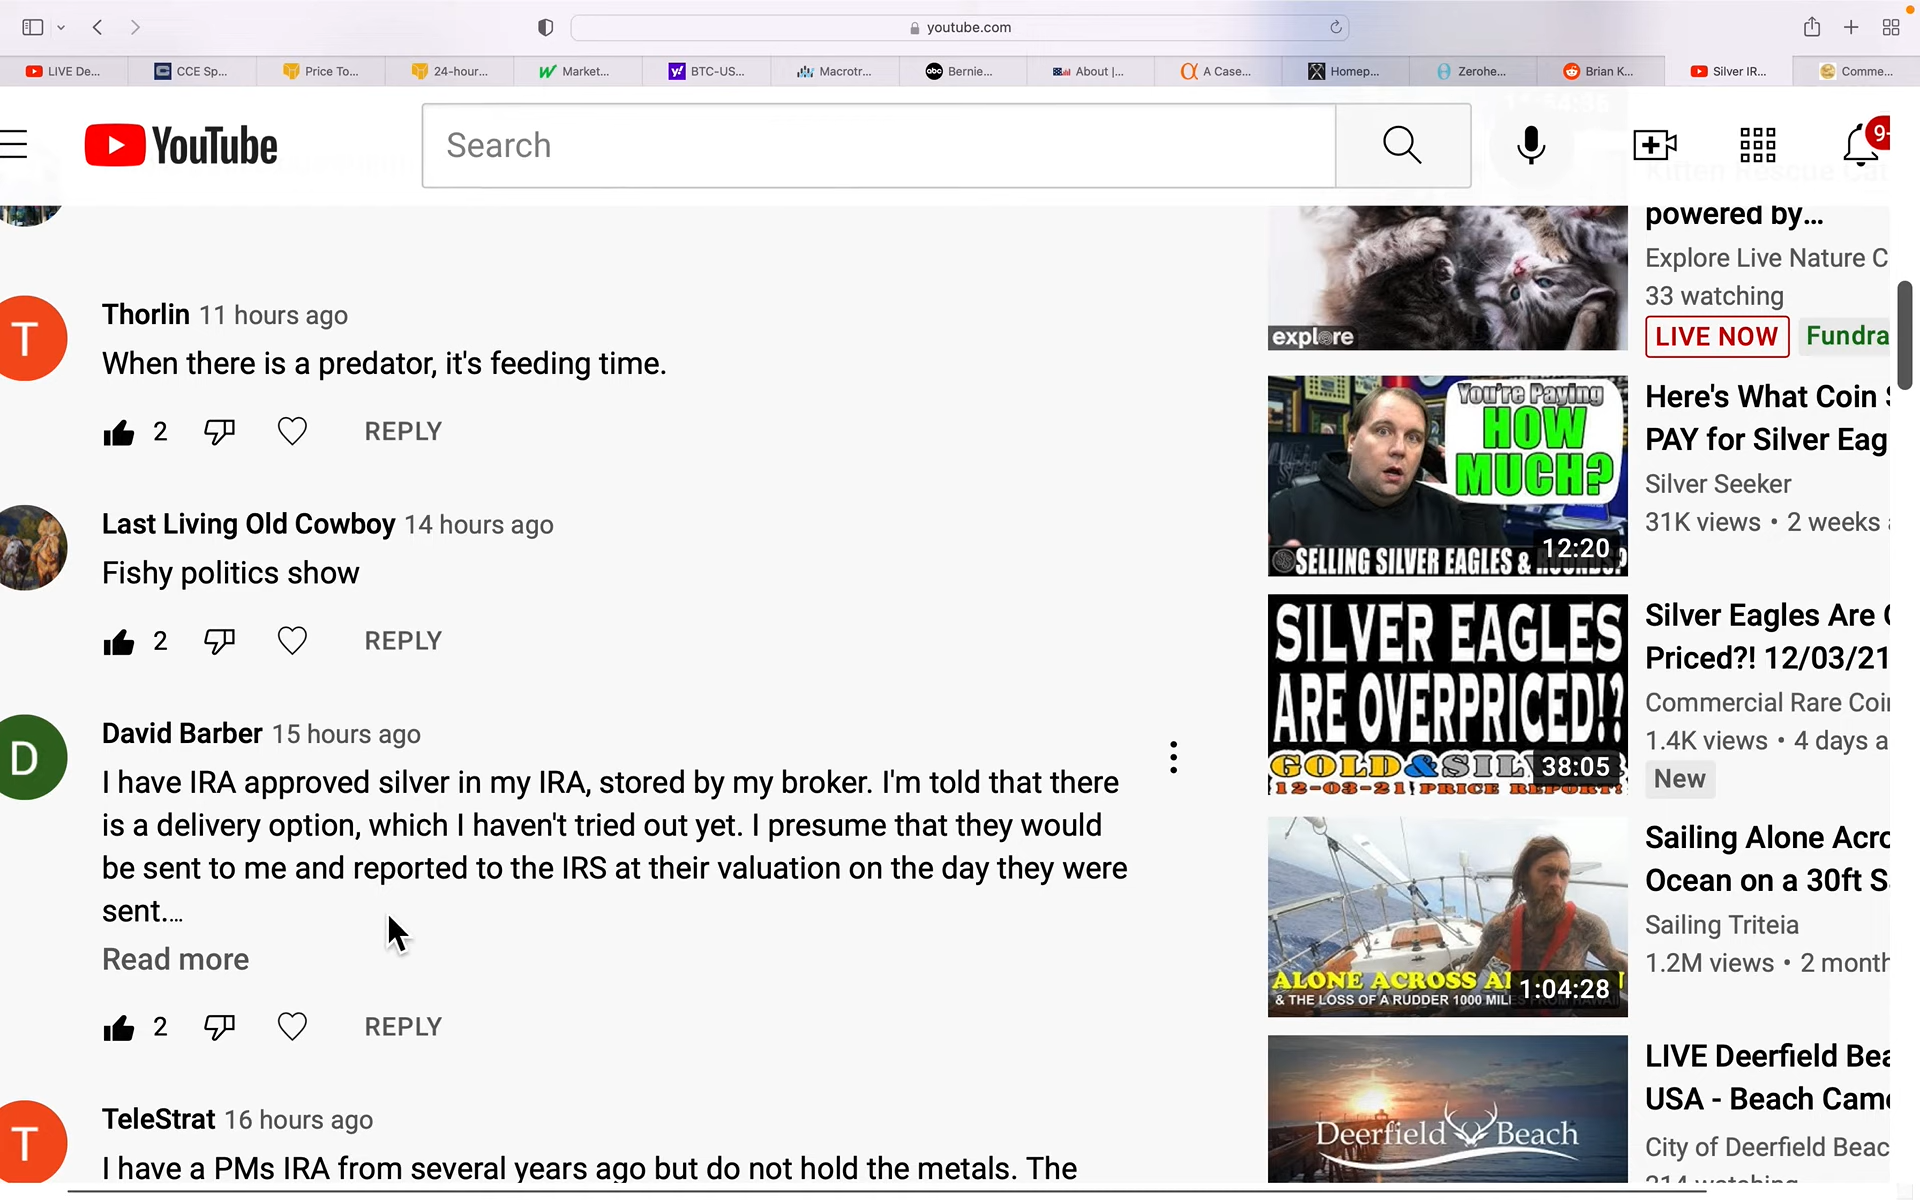 youtube.com
LIVE De...
CCE Sp...
Price To...
24-hour...
Market...
BTC-US...
Macrotr...
Bernie...
About |...
A Case...
Homep...
Zerohe...
Brian K...
Silver IR...
Comme...
YouTube
Search
9
powered by...
Explore Live Nature C
33 watching
LIVE NOW
Fundra
explore
Thorlin 11 hours ago
When there is a predator, it's feeding time.
2
REPLY
Last Living Old Cowboy 14 hours ago
Fishy politics show
2
REPLY
D
David Barber 15 hours ago
I have IRA approved silver in my IRA, stored by my broker. I'm told that there
is a delivery option, which I haven't tried out yet. I presume that they would
be sent to me and reported to the IRS at their valuation on the day they were
sent.…
Read more
2
REPLY
T
TeleStrat 16 hours ago
I have a PMs IRA from several years ago but do not hold the metals. The
T
You're Paying
HOW
MUCH?
12:20
SELLING SILVER EAGLES &
Here's What Coin
PAY for Silver Eag
Silver Seeker
31K views • 2 weeks
SILVER EAGLES
ARE OVERPRICED!?
GOLD & SIL
38:05
12-03-21 PRICE REPORT!
Silver Eagles Are
Priced?! 12/03/21
Commercial Rare Coi
1.4K views • 4 days a
New
ALONE ACROSS
1:04:28
& THE LOSS OF A RUDDER 1000
Sailing Alone Acro
Ocean on a 30ft S
Sailing Triteia
1.2M views • 2 month
Deerfield Beach
LIVE Deerfield Bea
USA - Beach Came
City of Deerfield Beac